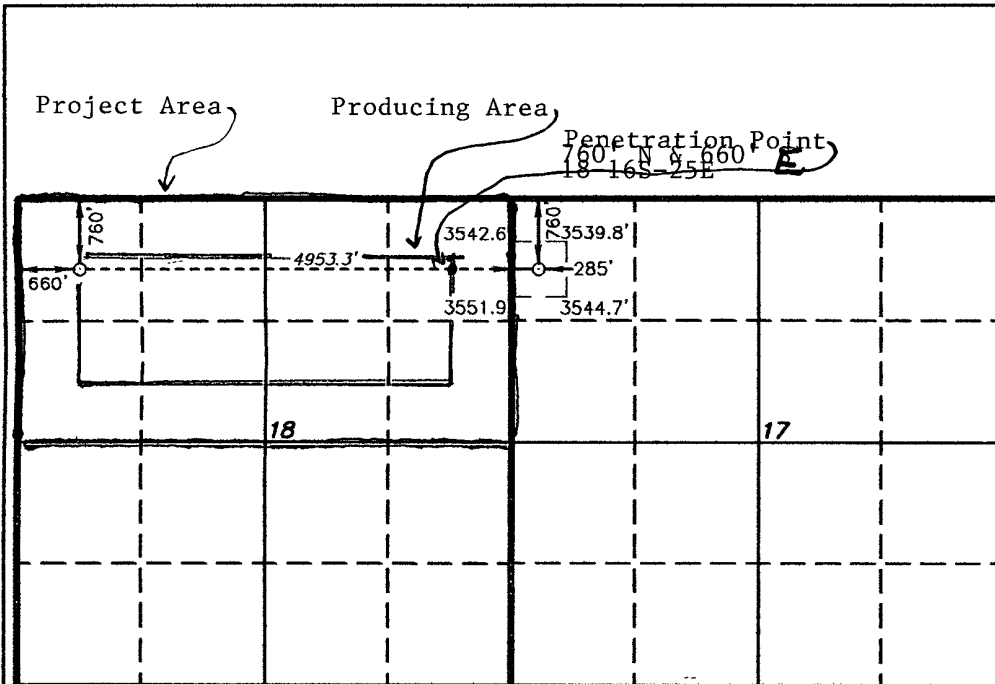 Project Area
Producing Area
Penetration Point
760' N & 660' E
18-16S-25E
760'
3542.6'
760'
3539.8'
4953.3'
660'
285'
3551.9'
3544.7'
18
17